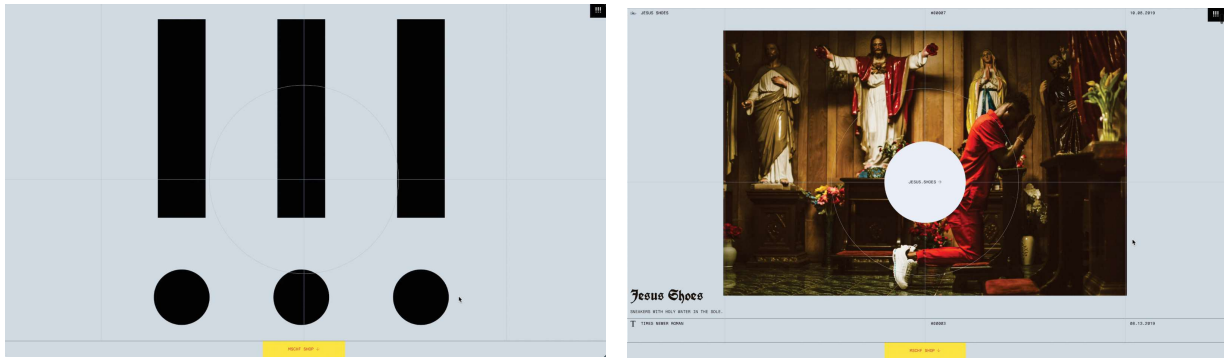 !!!
MSCHF SHOP ↓
!!!
JESUS SHOES
#00007
10.08.2019
JESUS.SHOES
Jesus Shoes
SNEAKERS WITH HOLY WATER IN THE SOLE.
T TIMES NEWER ROMAN
#00003
08.13.2019
MSCHF SHOP ↓